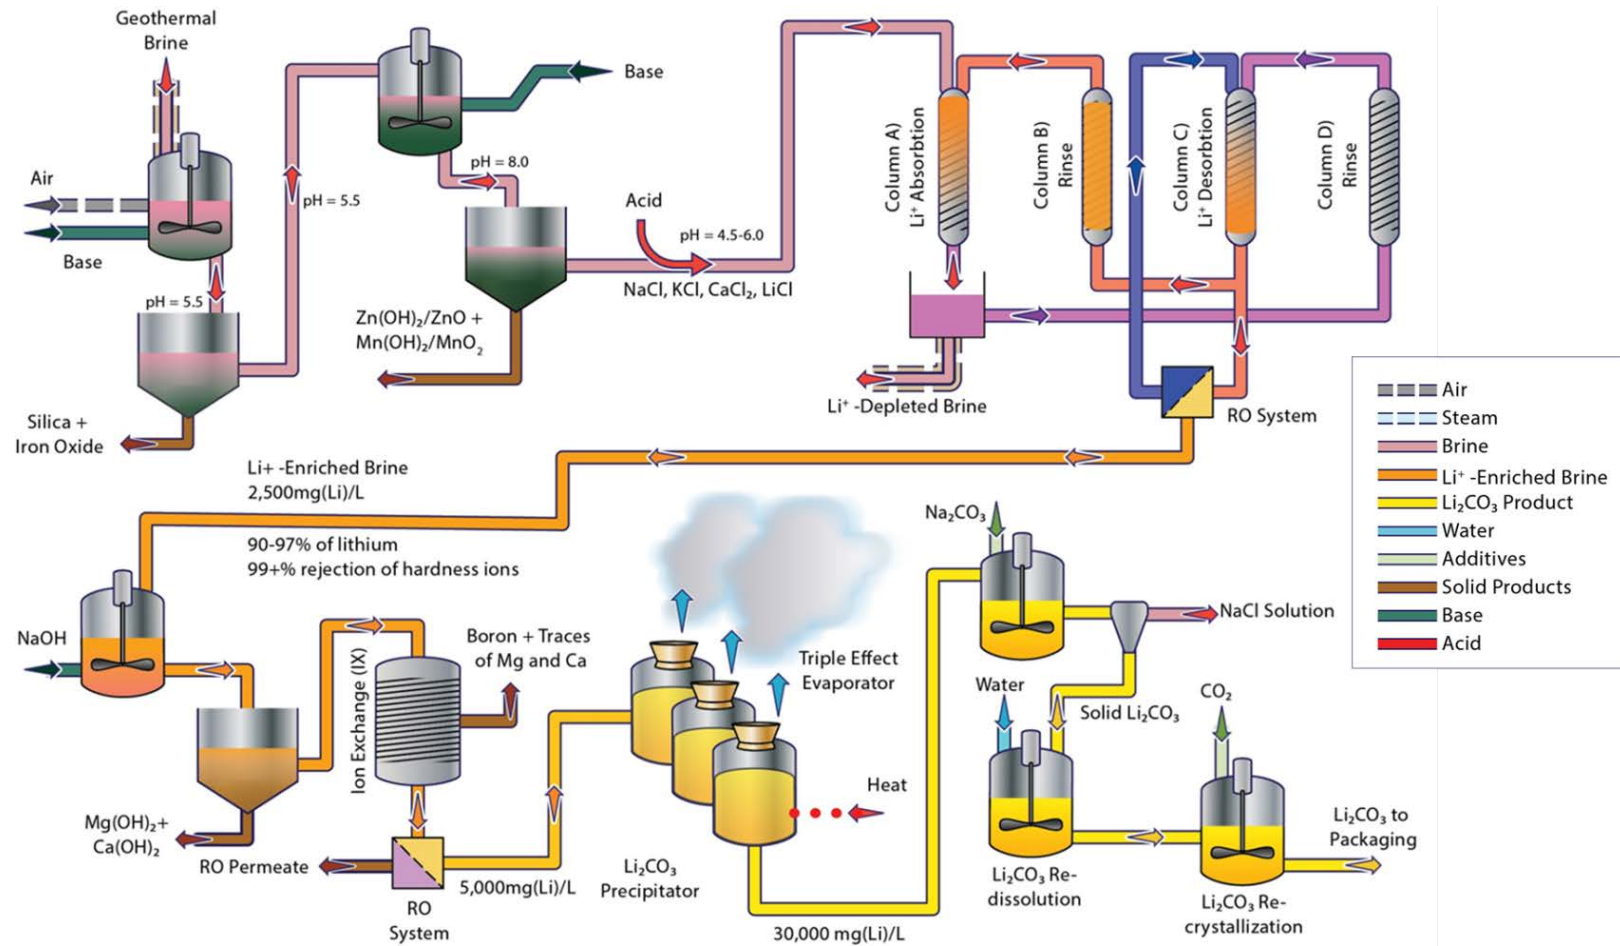 Geothermal
Brine
Air
Base
pH = 5.5
Silica +
Iron Oxide
pH = 5.5
Base
pH = 8.0
Zn(OH)₂/ZnO +
Mn(OH)₂/MnO₂
Acid
pH = 4.5-6.0
NaCl, KCl, CaCl₂, LiCl
Column A)
Li⁺ Absorbtion
Column B)
Rinse
Column C)
Li⁺ Desorbtion
Column D)
Rinse
Li⁺ -Depleted Brine
RO System
Air
Steam
Brine
Li⁺ -Enriched Brine
Li₂CO₃ Product
Water
Additives
Solid Products
Base
Acid
Li+ -Enriched Brine
2,500mg(Li)/L
90-97% of lithium
99+% rejection of hardness ions
NaOH
Mg(OH)₂+
Ca(OH)₂
Ion Exchange (IX)
Boron + Traces
of Mg and Ca
RO Permeate
RO
System
5,000mg(Li)/L
Li₂CO₃
Precipitator
Triple Effect
Evaporator
Heat
30,000 mg(Li)/L
Na₂CO₃
NaCl Solution
Water
Solid Li₂CO₃
CO₂
Li₂CO₃ Re-
dissolution
Li₂CO₃ Re-
crystallization
Li₂CO₃ to
Packaging